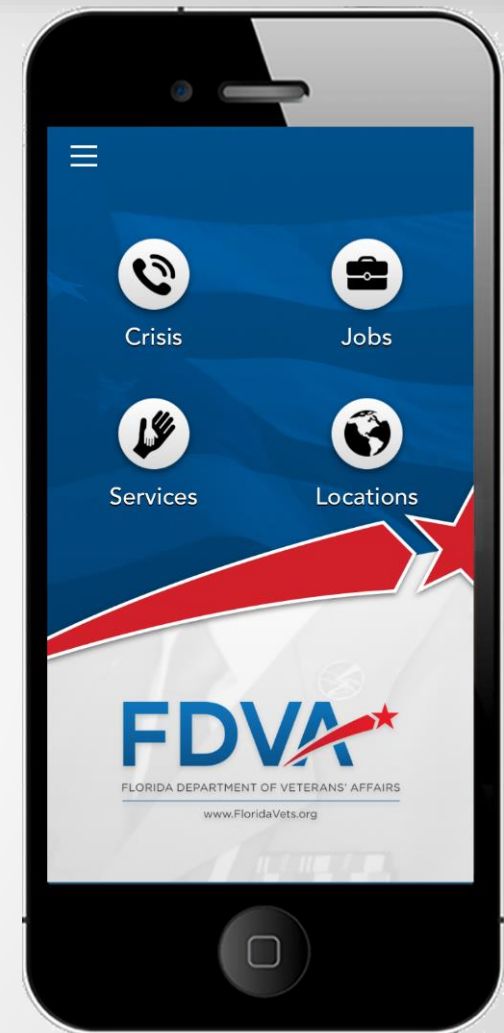 Crisis
Jobs
Services
Locations
FDVA
FLORIDA DEPARTMENT OF VETERANS' AFFAIRS
www.FloridaVets.org